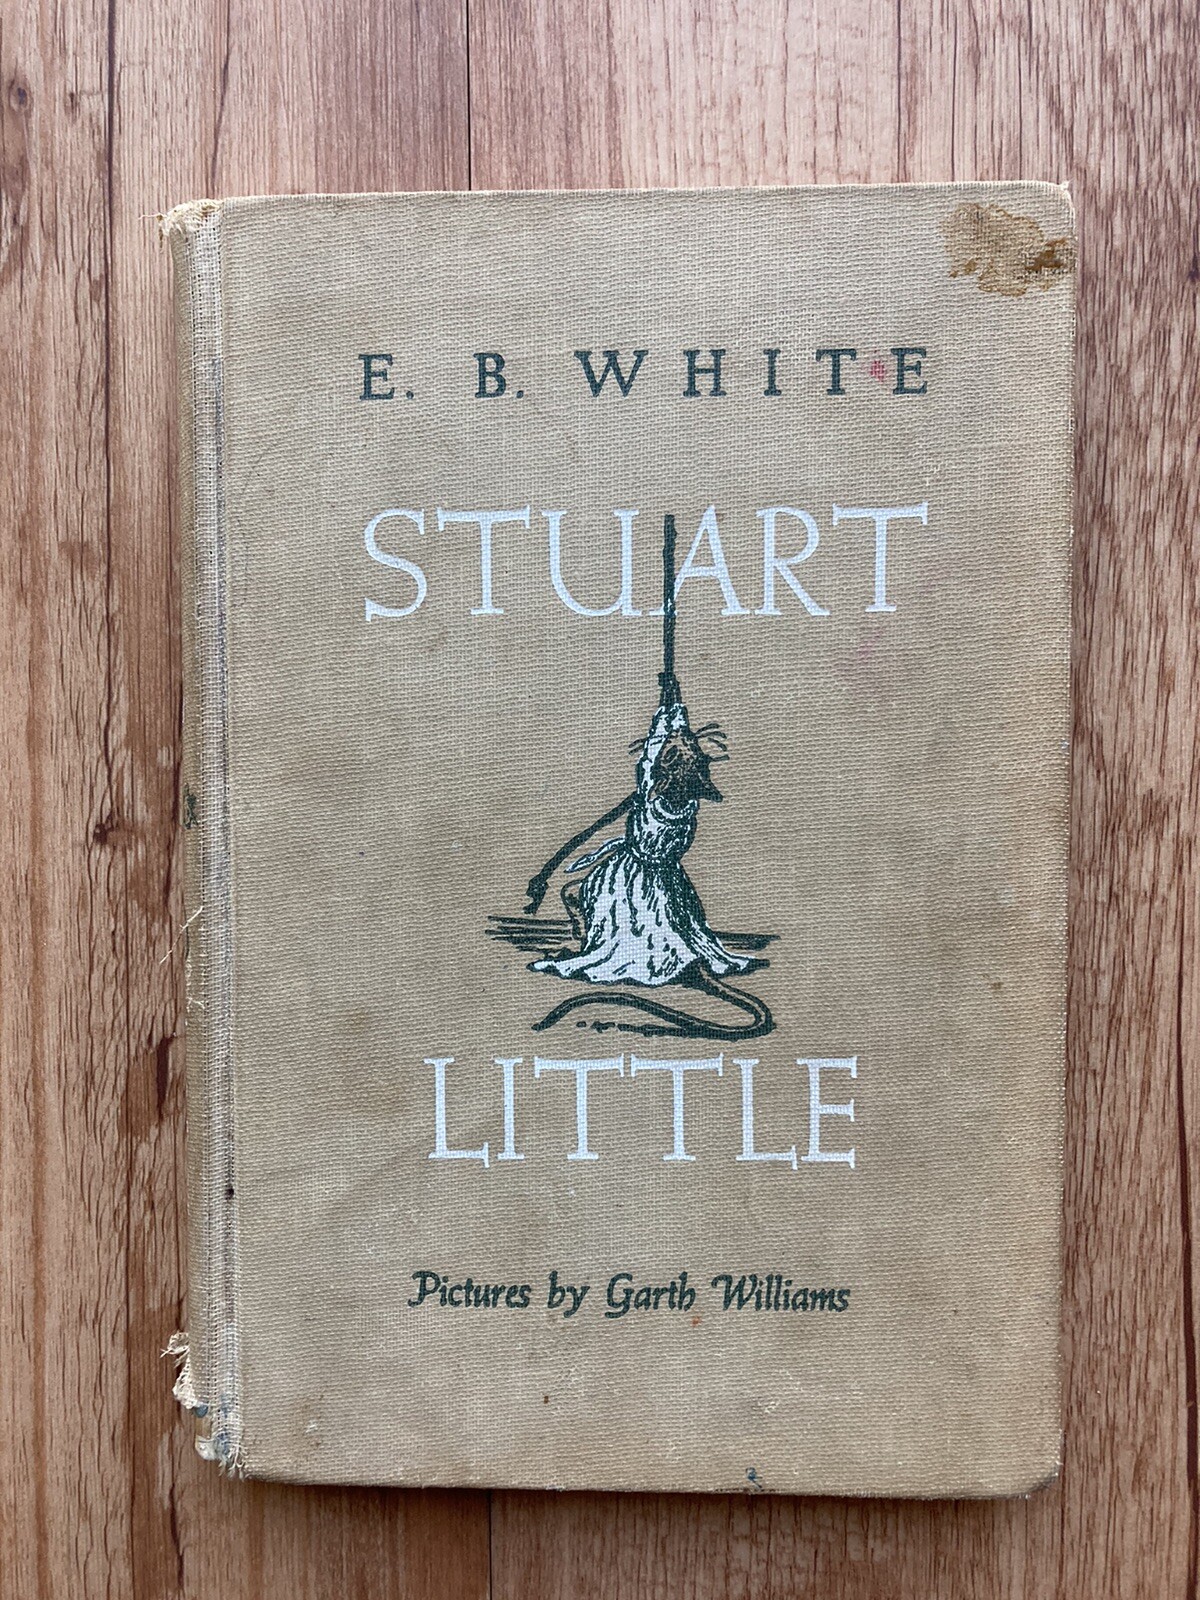 E. B. WHITE
STUART
LITTLE
Pictures by Garth Williams